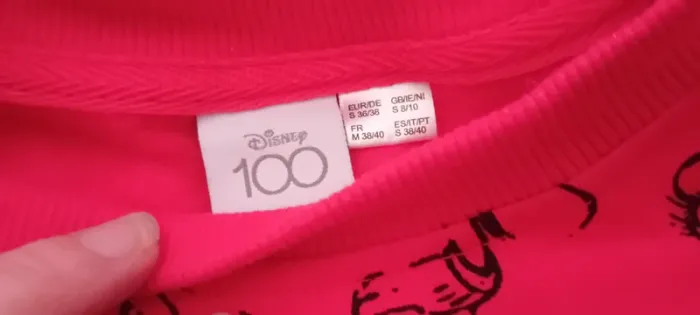 Disney
100
EUR/DE GB/IE/NI
S 36/38 S 8/10
FR ES/IT/PT
M 38/40 S 38/40